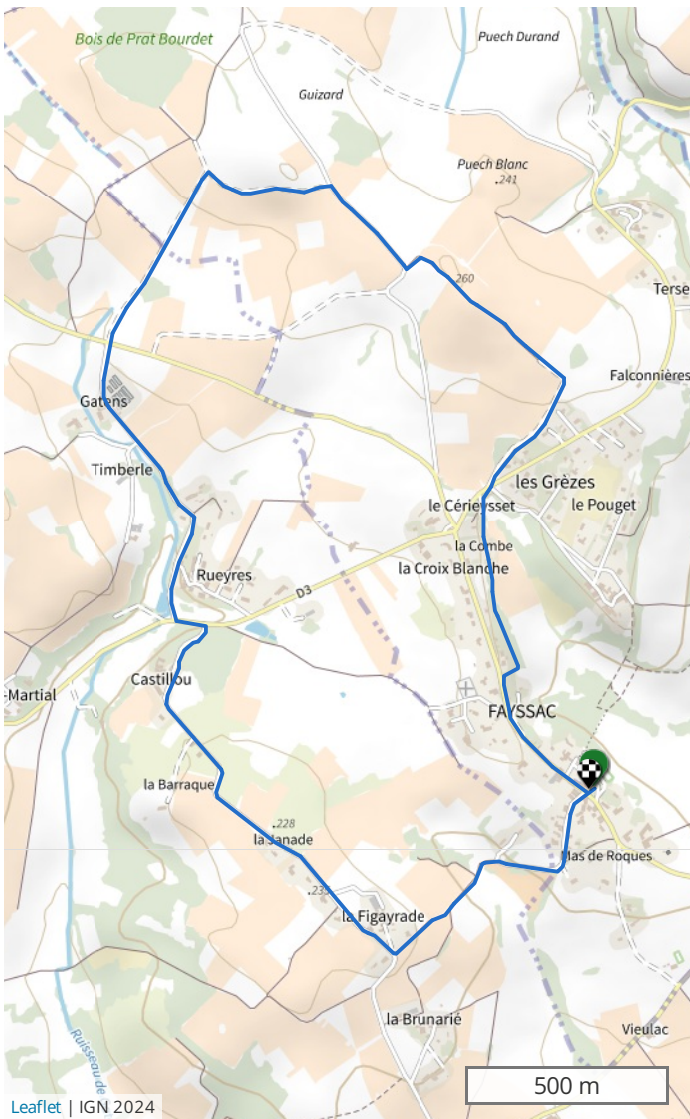 Bois de Prat Bourdet
Puech Durand
Guizard
Puech Blanc
.241
260
Terse
Falconnières
Gatens
Timberle
les Grèzes
le Pouget
le Cérieysset
la Combe
la Croix Blanche
Rueyres
D3
Castillou
-Martial
FAYSSAC
la Barraque
.228
la Janade
Mas de Roques
.235
la Figayrade
la Brunarié
Vieulac
Ruisseau de
500 m
Leaflet | IGN 2024